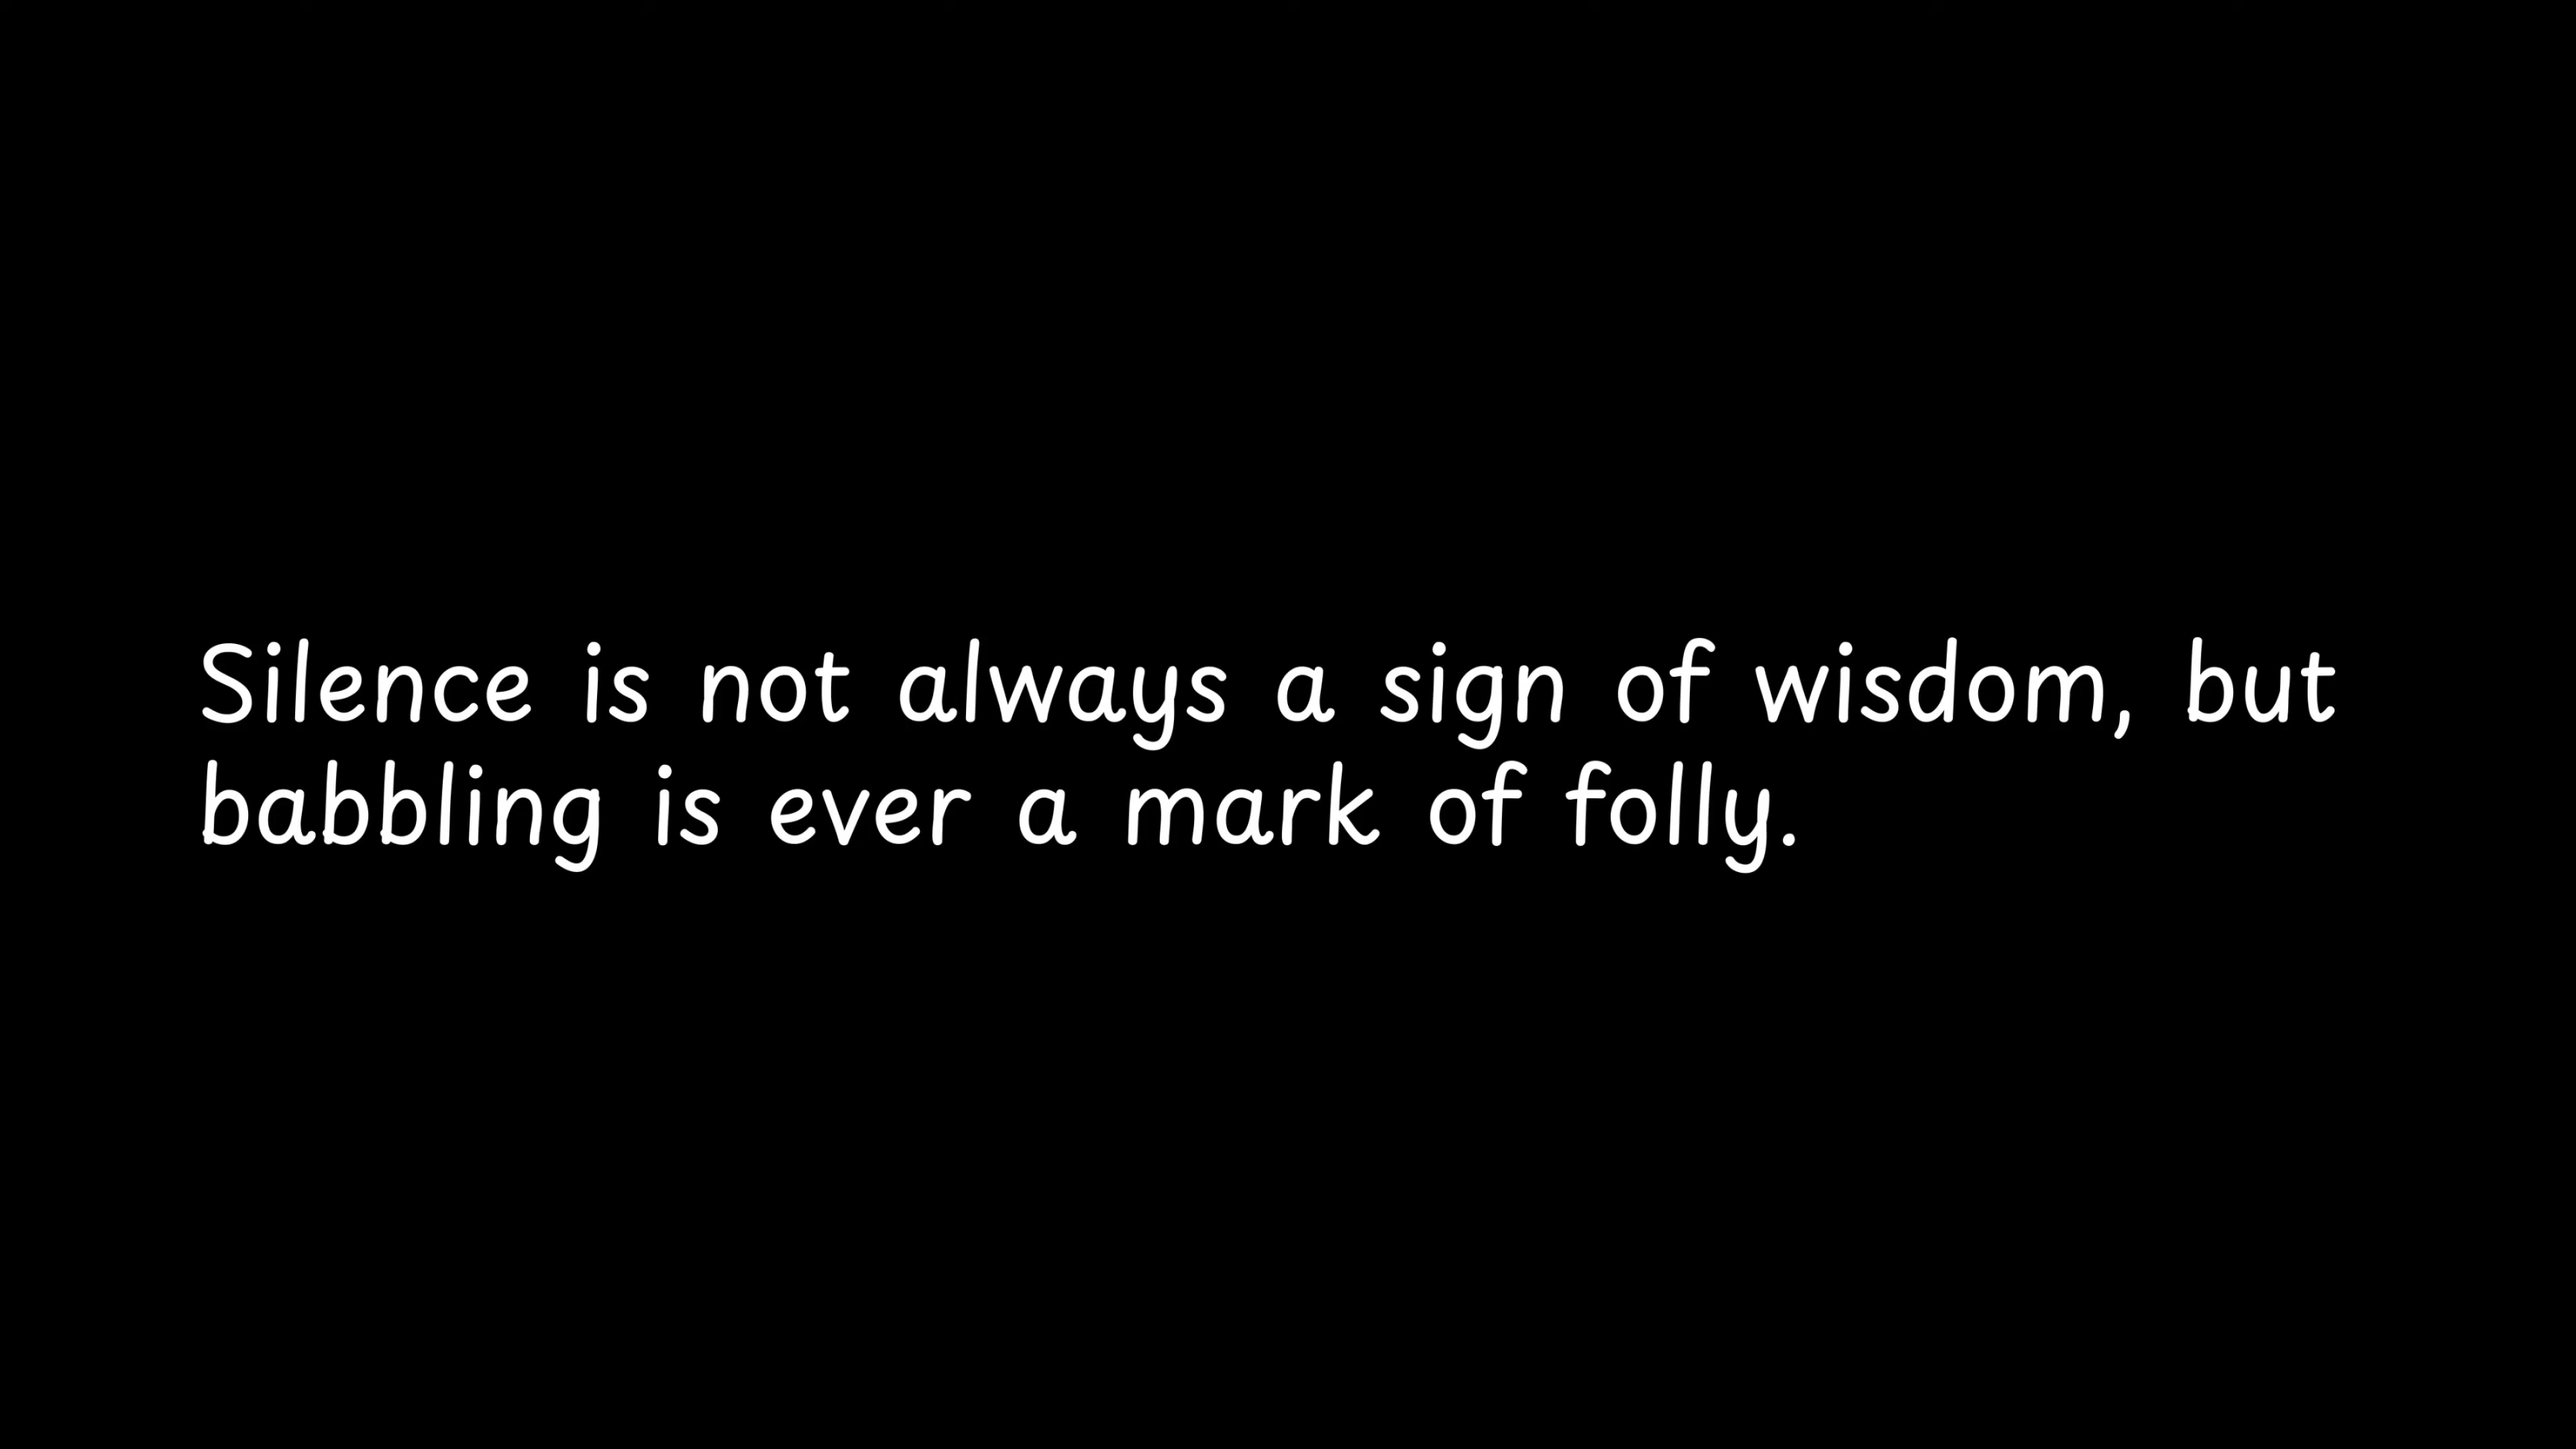 Silence is not always a sign of wisdom, but
babbling is ever a mark of folly.